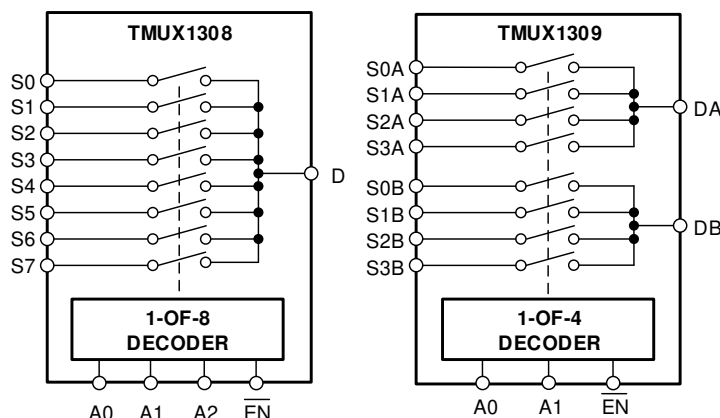 TMUX1308
S0
S1
S2
S3
S4
S5
S6
S7
D
1-OF-8
DECODER
A0 A1 A2 EN
TMUX1309
S0A
S1A
S2A
S3A
S0B
S1B
S2B
S3B
DA
DB
1-OF-4
DECODER
A0 A1 EN